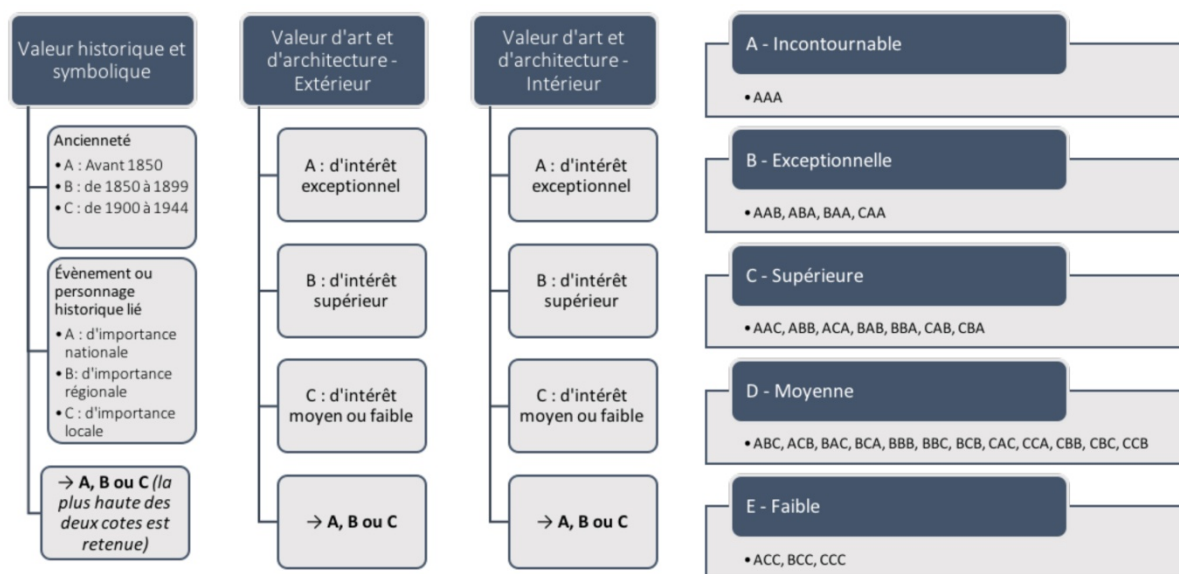 Valeur historique et
symbolique
Ancienneté
• A : Avant 1850
• B : de 1850 à 1899
• C : de 1900 à 1944
Évènement ou
personnage
historique lié
• A : d'importance
nationale
• B: d'importance
régionale
• C : d'importance
locale
→ A, B ou C (la
plus haute des
deux cotes est
retenue)
Valeur d'art et
d'architecture -
Extérieur
A : d'intérêt
exceptionnel
B : d'intérêt
supérieur
C : d'intérêt
moyen ou faible
→ A, B ou C
Valeur d'art et
d'architecture -
Intérieur
A : d'intérêt
exceptionnel
B : d'intérêt
supérieur
C : d'intérêt
moyen ou faible
→ A, B ou C
A - Incontournable
• AAA
B - Exceptionnelle
• AAB, ABA, BAA, CAA
C - Supérieure
• AAC, ABB, ACA, BAB, BBA, CAB, CBA
D - Moyenne
• ABC, ACB, BAC, BCA, BBB, BBC, BCB, CAC, CCA, CBB, CBC, CCB
E - Faible
• ACC, BCC, CCC